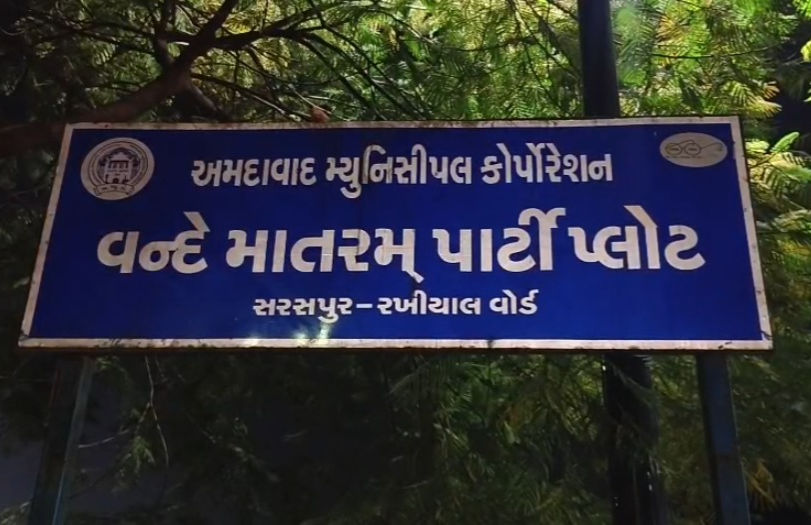 અમદાવાદ મ્યુનિસીપલ કોર્પોરેશન
વન્દે માતરમ્ પાર્ટી પ્લોટ
સરસપુર - રખીયાલ વોર્ડ